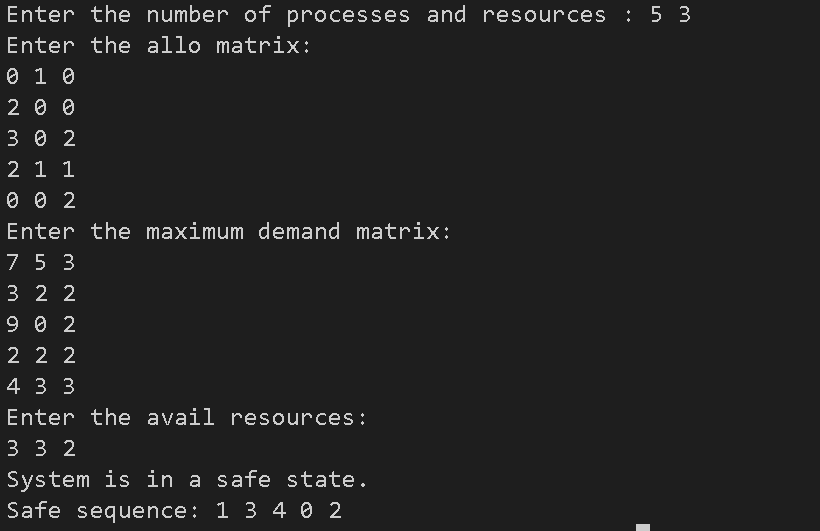 Enter the number of processes and resources : 5 3
Enter the allo matrix:
0 1 0
2 0 0
3 0 2
2 1 1
0 0 2
Enter the maximum demand matrix:
7 5 3
3 2 2
9 0 2
2 2 2
4 3 3
Enter the avail resources:
3 3 2
System is in a safe state.
Safe sequence: 1 3 4 0 2